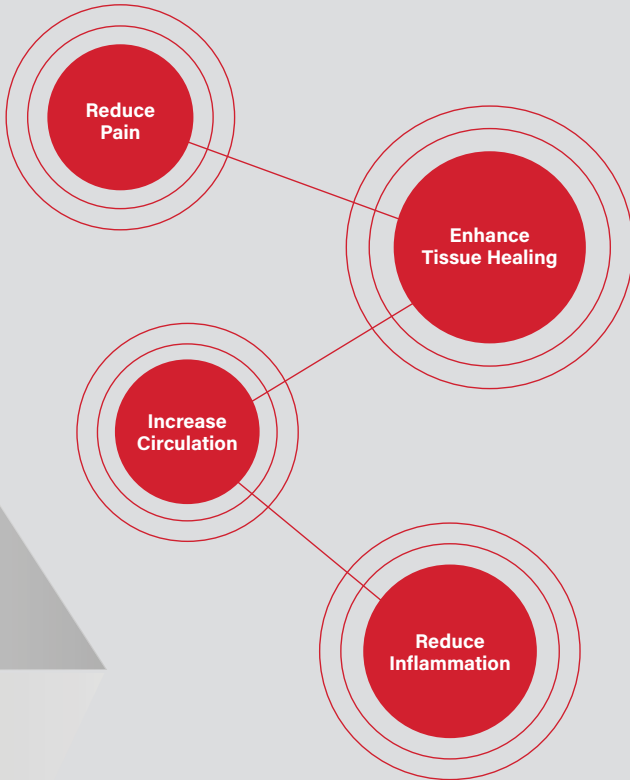 Reduce
Pain
Enhance
Tissue Healing
Increase
Circulation
Reduce
Inflammation